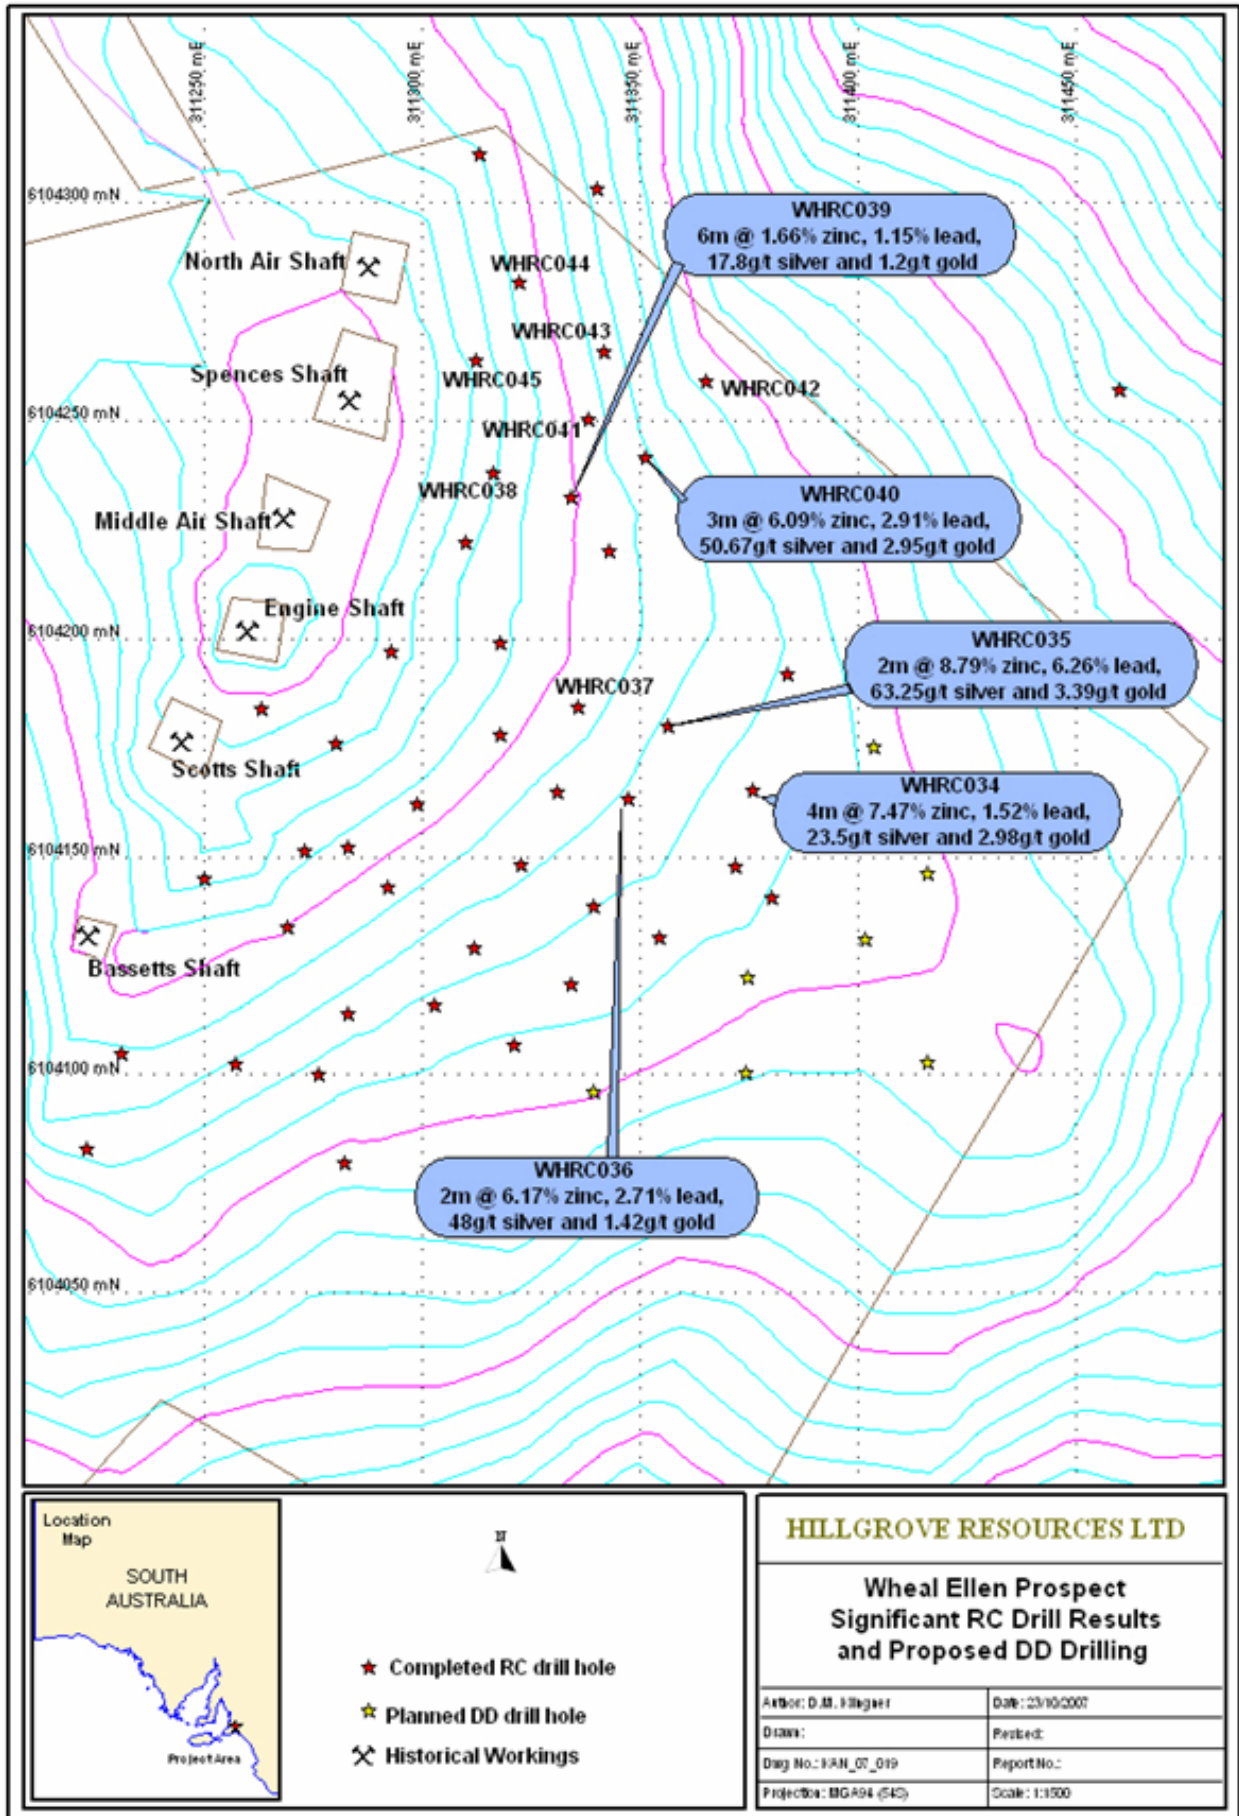 311250 mE
311300 mE
311350 mE
311400 mE
311450 mE
6104300 mN
WHRC039
6m @ 1.66% zinc, 1.15% lead,
17.8g/t silver and 1.2g/t gold
North Air Shaft
WHRC044
WHRC043
Spences Shaft
WHRC045
WHRC042
6104250 mN
WHRC041
WHRC038
WHRC040
3m @ 6.09% zinc, 2.91% lead,
50.67g/t silver and 2.95g/t gold
Middle Air Shaft
Engine Shaft
6104200 mN
WHRC035
2m @ 8.79% zinc, 6.26% lead,
63.25g/t silver and 3.39g/t gold
WHRC037
Scotts Shaft
WHRC034
4m @ 7.47% zinc, 1.52% lead,
23.5g/t silver and 2.98g/t gold
6104150 mN
Bassetts Shaft
6104100 mN
WHRC036
2m @ 6.17% zinc, 2.71% lead,
48g/t silver and 1.42g/t gold
6104050 mN
Location
Map
SOUTH
AUSTRALIA
Project Area
N
Completed RC drill hole
Planned DD drill hole
Historical Workings
HILLGROVE RESOURCES LTD
Wheal Ellen Prospect
Significant RC Drill Results
and Proposed DD Drilling
Author: D.M. Klingner
Date: 23/10/2007
Drawn:
Revised:
Dwg No.: KAN_07_019
Report No.:
Projection: MGA94 (54S)
Scale: 1:1500